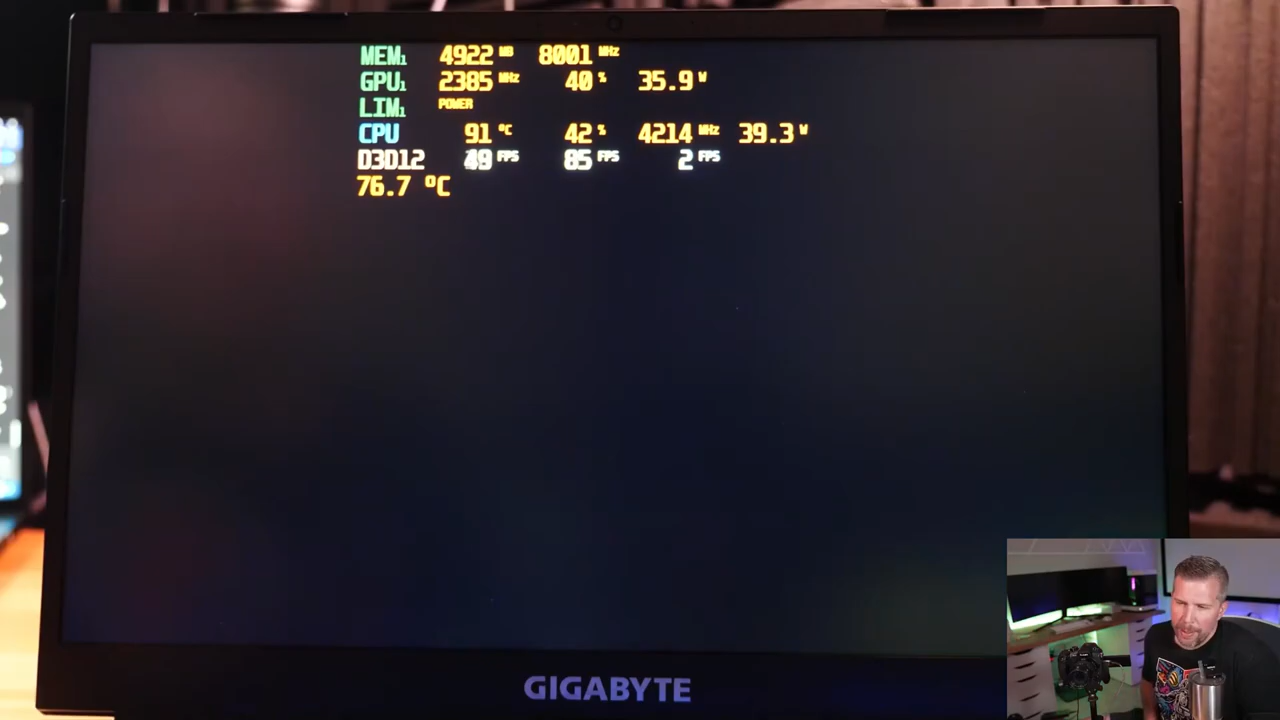 MEM1 4922 MB 8001 MHz
GPU1 2385 MHz 40 % 35.9 W
LIM1 POWER
CPU 91 °C 42 % 4214 MHz 39.3 W
D3D12 49 FPS 85 FPS 2 FPS
76.7 °C
GIGABYTE